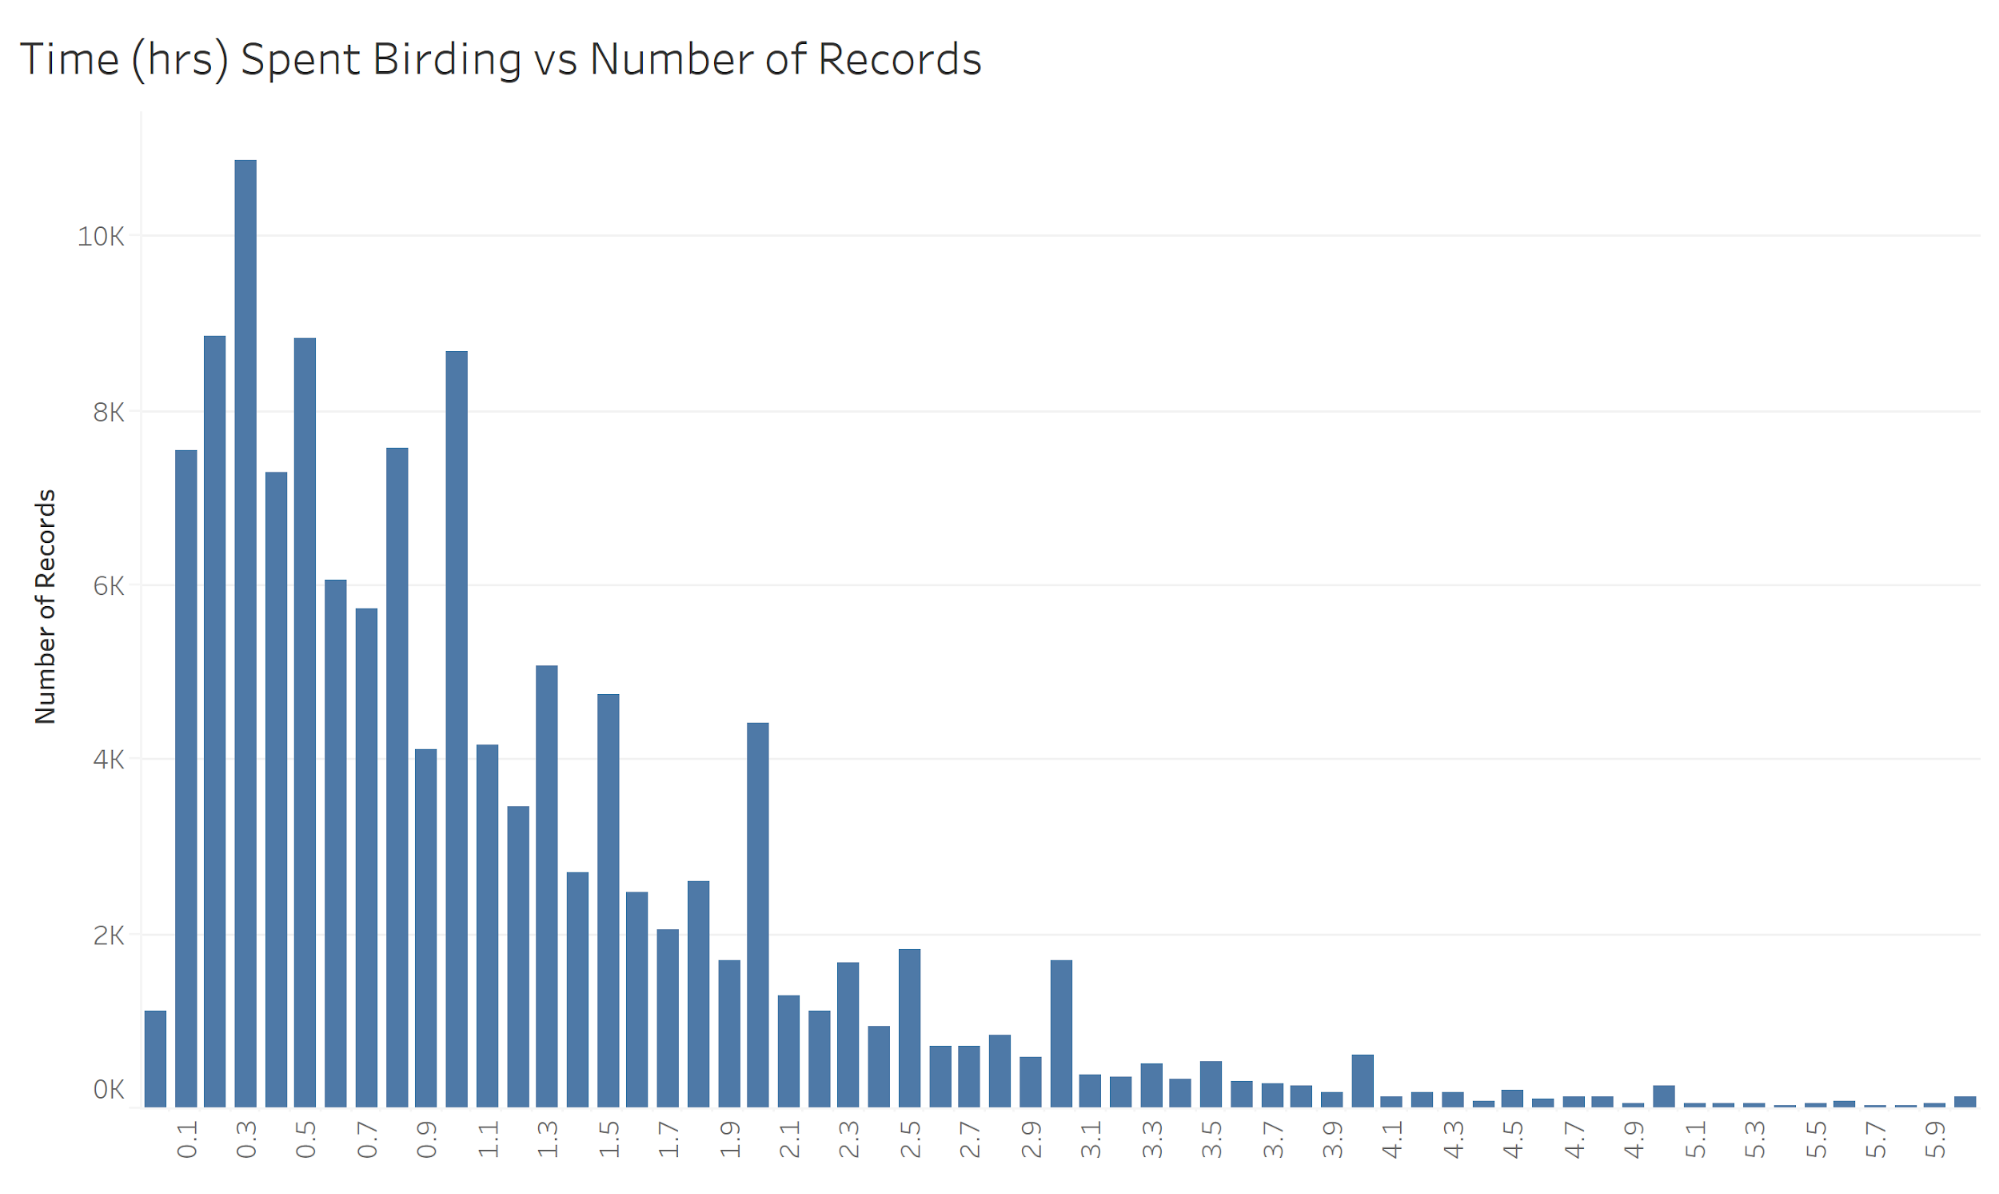 Time (hrs) Spent Birding vs Number of Records
Number of Records
10K
8K
6K
4K
2K
0K
0.1 0.3 0.5 0.7 0.9 1.1 1.3 1.5 1.7 1.9 2.1 2.3 2.5 2.7 2.9 3.1 3.3 3.5 3.7 3.9 4.1 4.3 4.5 4.7 4.9 5.1 5.3 5.5 5.7 5.9